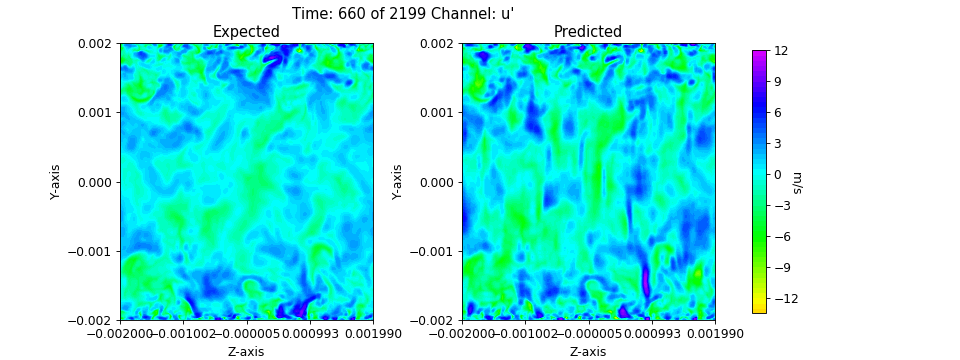 Time: 660 of 2199 Channel: u'
Expected
Predicted
0.002
0.001
0.000
−0.001
−0.002
Y-axis
−0.002000 −0.001002 −0.000005 0.000993 0.001990
Z-axis
0.002
0.001
0.000
−0.001
−0.002
Y-axis
−0.002000 −0.001002 −0.000005 0.000993 0.001990
Z-axis
12
9
6
3
0
−3
−6
−9
−12
m/s